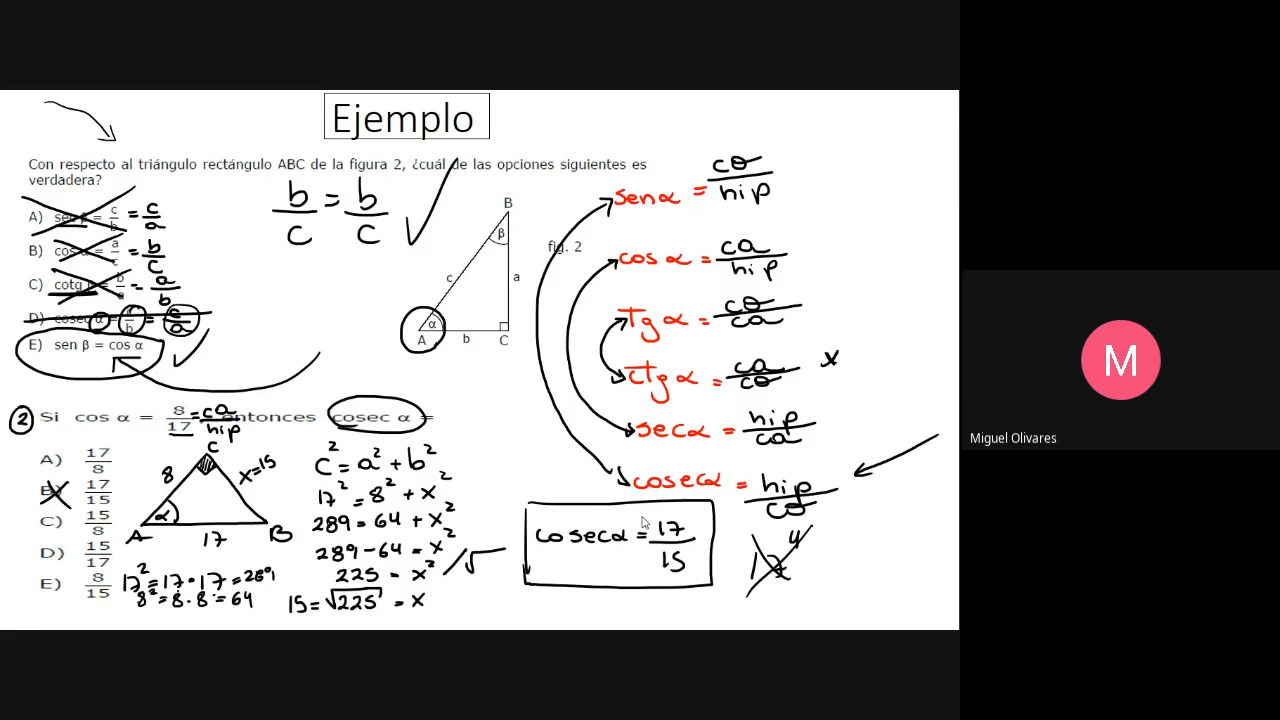 Ejemplo
Con respecto al triángulo rectángulo ABC de la figura 2, ¿cuál de las opciones siguientes es
verdadera?
A) sen β = c/b = c/a
B) cos α = a/c = b/c
C) cotg β = b/a = a/b
D) cosec α = /b = c/a
E) sen β = cos α
b/c = b/c
B
β
fig. 2
c
a
α
A
b
C
sen α = co/hip
cos α = ca/hip
Tg α = co/ca
CTg α = ca/co
sec α = hip/ca
cosec α = hip/co
2 Si cos α = 8/17 = ca/hip entonces cosec α =
A) 17/8
B) 17/15
C) 15/8
D) 15/17
E) 8/15
C
8
x=15
α
A
17
B
17² = 17 · 17 = 289
8² = 8 · 8 = 64
c² = a² + b²
17² = 8² + x²
289 = 64 + x²
289 - 64 = x² /√
225 = x²
15 = √225 = x
cosec α = 17/15
M
Miguel Olivares